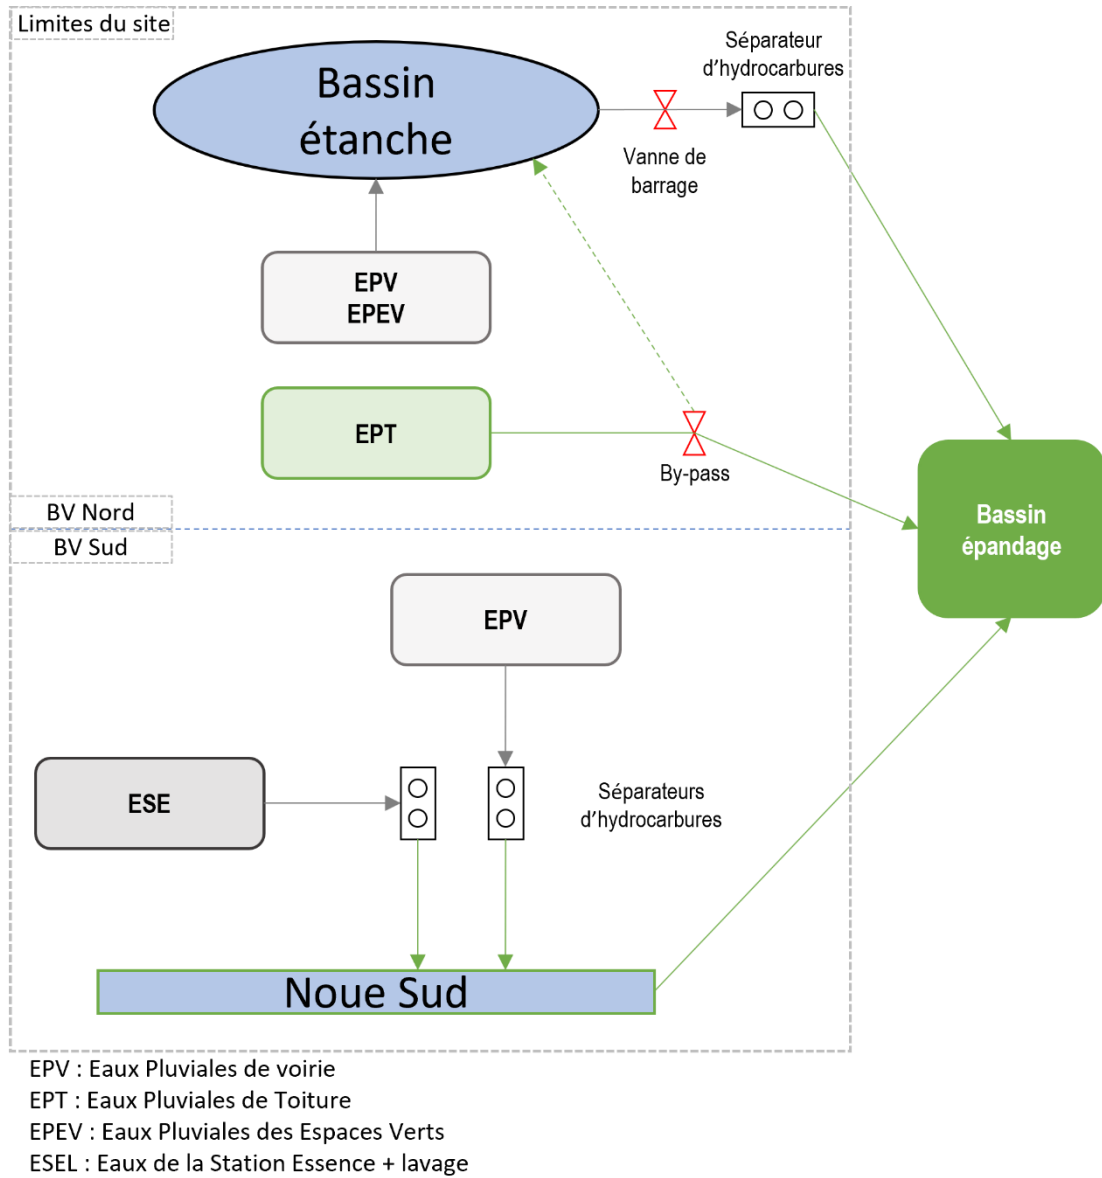 Limites du site
Séparateur
d'hydrocarbures
Bassin
étanche
Vanne de
barrage
EPV
EPEV
EPT
By-pass
BV Nord
BV Sud
Bassin
épandage
EPV
ESE
Séparateurs
d'hydrocarbures
Noue Sud
EPV : Eaux Pluviales de voirie
EPT : Eaux Pluviales de Toiture
EPEV : Eaux Pluviales des Espaces Verts
ESEL : Eaux de la Station Essence + lavage